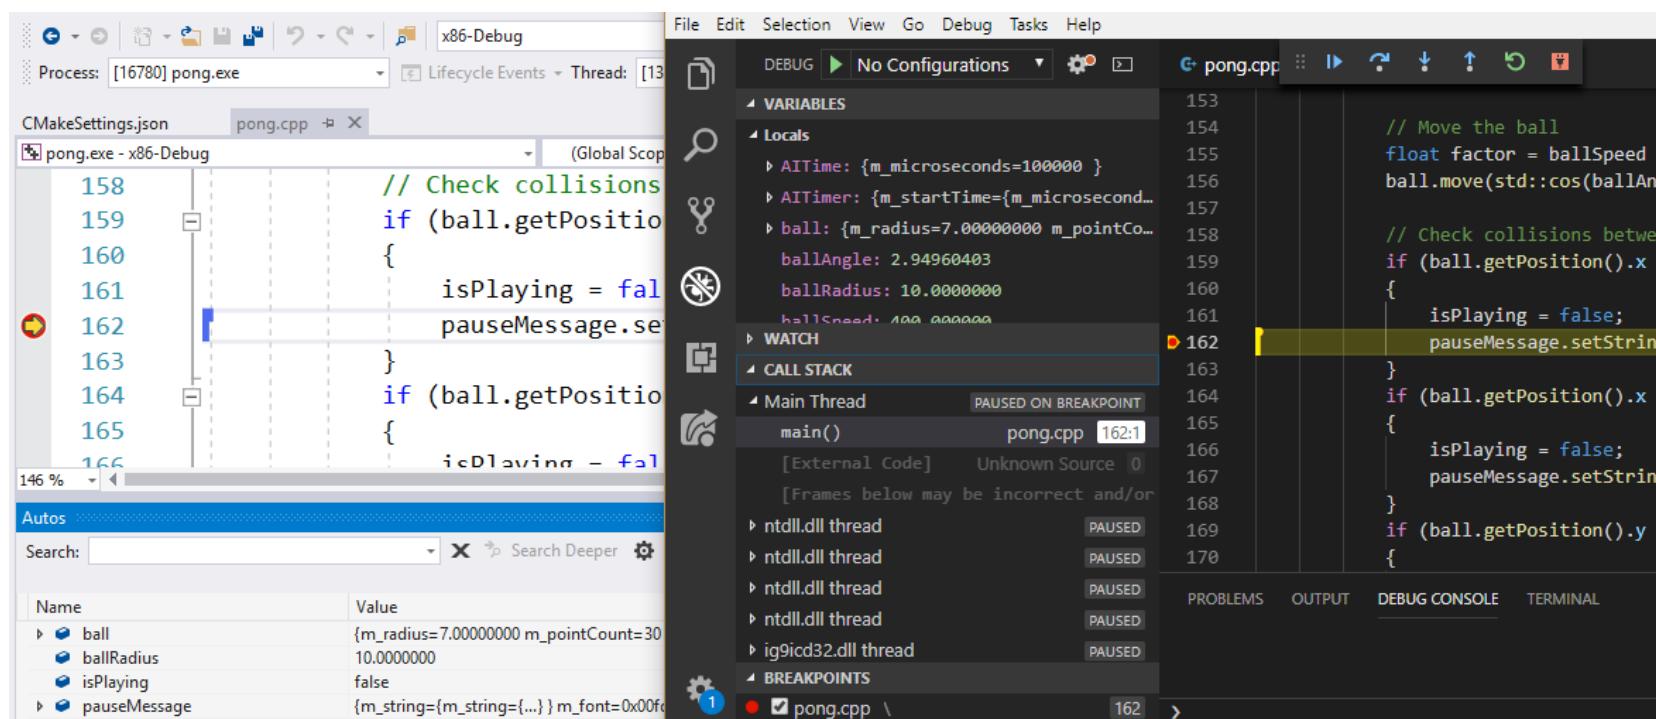 x86-Debug
Process: [16780] pong.exe Lifecycle Events Thread: [13
CMakeSettings.json pong.cpp
pong.exe - x86-Debug (Global Scop
158 // Check collisions
159 if (ball.getPositio
160 {
161 isPlaying = fal
162 pauseMessage.se
163 }
164 if (ball.getPositio
165 {
166 isPlaying = fal
146 %
Autos
Search: Search Deeper
Name Value
ball {m_radius=7.00000000 m_pointCount=30
ballRadius 10.0000000
isPlaying false
pauseMessage {m_string={m_string={...} } m_font=0x00f
File Edit Selection View Go Debug Tasks Help
DEBUG No Configurations
VARIABLES
Locals
AITime: {m_microseconds=100000 }
AITimer: {m_startTime={m_microsecond…
ball: {m_radius=7.00000000 m_pointCo…
ballAngle: 2.94960403
ballRadius: 10.0000000
ballSpeed: 400.000000
WATCH
CALL STACK
Main Thread PAUSED ON BREAKPOINT
main() pong.cpp 162:1
[External Code] Unknown Source 0
[Frames below may be incorrect and/or
ntdll.dll thread PAUSED
ntdll.dll thread PAUSED
ntdll.dll thread PAUSED
ntdll.dll thread PAUSED
ig9icd32.dll thread PAUSED
BREAKPOINTS
pong.cpp \ 162
1
pong.cpp
153
154 // Move the ball
155 float factor = ballSpeed
156 ball.move(std::cos(ballAn
157
158 // Check collisions betwe
159 if (ball.getPosition().x
160 {
161 isPlaying = false;
162 pauseMessage.setStrin
163 }
164 if (ball.getPosition().x
165 {
166 isPlaying = false;
167 pauseMessage.setStrin
168 }
169 if (ball.getPosition().y
170 {
PROBLEMS OUTPUT DEBUG CONSOLE TERMINAL